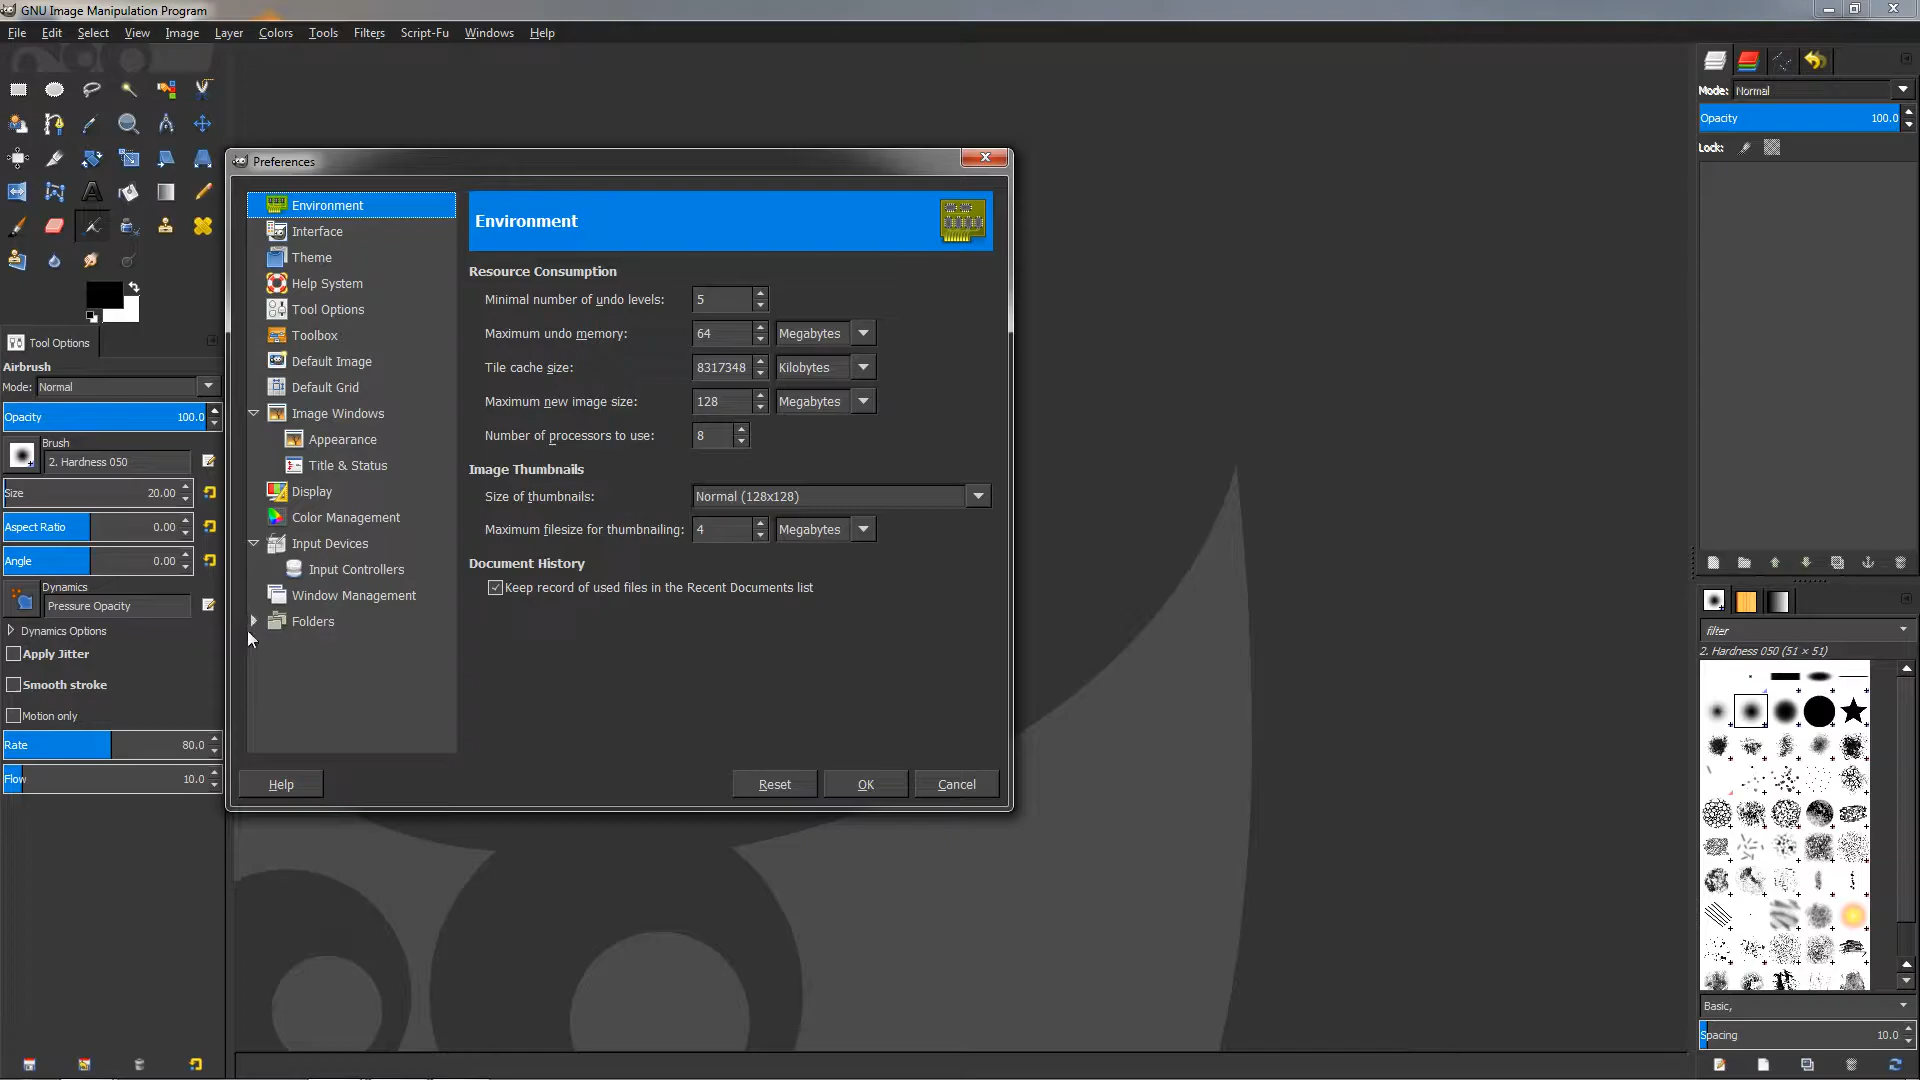 GNU Image Manipulation Program
File Edit Select View Image Layer Colors Tools Filters Script-Fu Windows Help
Mode: Normal
Opacity 100.0
Lock:
Preferences
Environment
Interface
Theme
Help System
Tool Options
Toolbox
Default Image
Default Grid
Image Windows
Appearance
Title & Status
Display
Color Management
Input Devices
Input Controllers
Window Management
Folders
Environment
Resource Consumption
Minimal number of undo levels: 5
Maximum undo memory: 64 Megabytes
Tile cache size: 8317348 Kilobytes
Maximum new image size: 128 Megabytes
Number of processors to use: 8
Image Thumbnails
Size of thumbnails: Normal (128x128)
Maximum filesize for thumbnailing: 4 Megabytes
Document History
Keep record of used files in the Recent Documents list
Help Reset OK Cancel
Tool Options
Airbrush
Mode: Normal
Opacity 100.0
Brush
2. Hardness 050
Size 20.00
Aspect Ratio 0.00
Angle 0.00
Dynamics
Pressure Opacity
Dynamics Options
Apply Jitter
Smooth stroke
Motion only
Rate 80.0
Flow 10.0
filter
2. Hardness 050 (51 × 51)
Basic,
Spacing 10.0